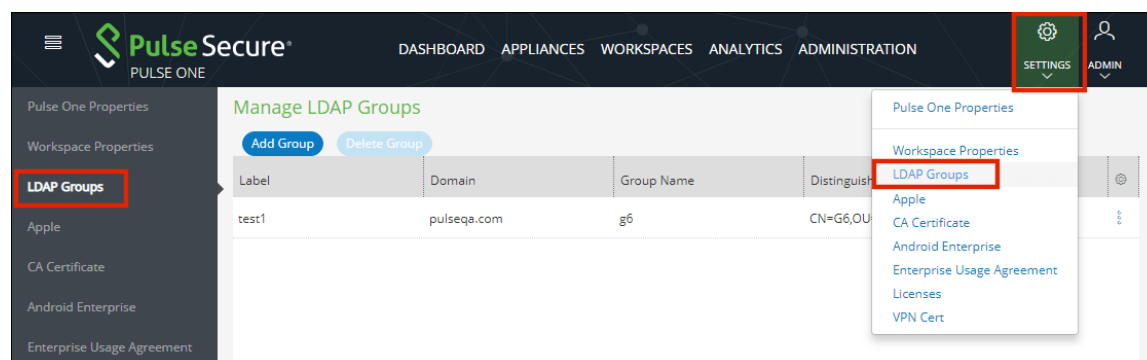 Pulse Secure
PULSE ONE
DASHBOARD APPLIANCES WORKSPACES ANALYTICS ADMINISTRATION
SETTINGS
ADMIN
Pulse One Properties
Workspace Properties
LDAP Groups
Apple
CA Certificate
Android Enterprise
Enterprise Usage Agreement
Manage LDAP Groups
Add Group Delete Group
Label Domain Group Name Distinguish
test1 pulseqa.com g6 CN=G6,OU=
Pulse One Properties
Workspace Properties
LDAP Groups
Apple
CA Certificate
Android Enterprise
Enterprise Usage Agreement
Licenses
VPN Cert